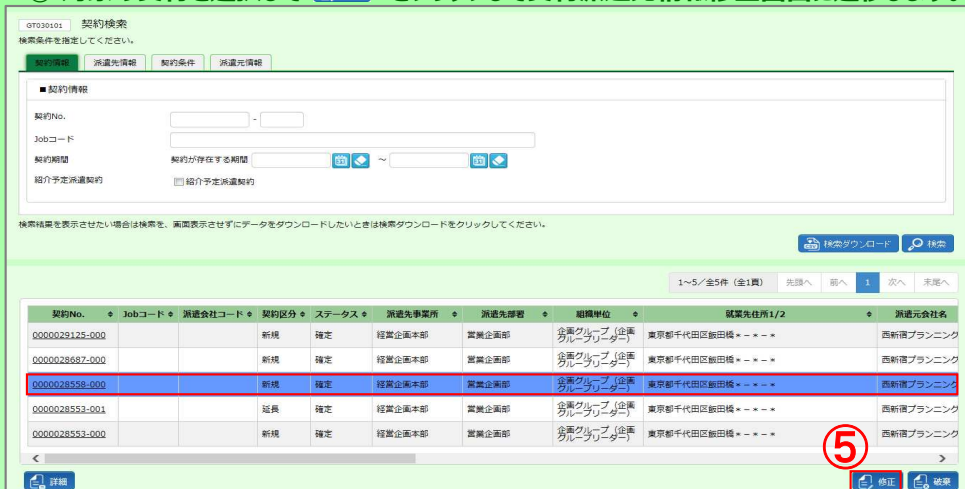 GT030101 契約検索
検索条件を指定してください。
契約情報 派遣先情報 契約条件 派遣元情報
■契約情報
契約No. -
Jobコード
契約期間 契約が存在する期間 ～
紹介予定派遣契約 紹介予定派遣契約
検索結果を表示させたい場合は検索を、画面表示させずにデータをダウンロードしたいときは検索ダウンロードをクリックしてください。
検索ダウンロード 検索
1～5／全5件（全1頁） 先頭へ 前へ 1 次へ 末尾へ
契約No. Jobコード 派遣会社コード 契約区分 ステータス 派遣先事業所 派遣先部署 組織単位 就業先住所1/2 派遣元会社名
0000029125-000 新規 確定 経営企画本部 営業企画部 企画グループ（企画グループリーダー） 東京都千代田区飯田橋＊－＊－＊ 西新宿プランニング
0000028687-000 新規 確定 経営企画本部 営業企画部 企画グループ（企画グループリーダー） 東京都千代田区飯田橋＊－＊－＊ 西新宿プランニング
0000028558-000 新規 確定 経営企画本部 営業企画部 企画グループ（企画グループリーダー） 東京都千代田区飯田橋＊－＊－＊ 西新宿プランニング
0000028553-001 延長 確定 経営企画本部 営業企画部 企画グループ（企画グループリーダー） 東京都千代田区飯田橋＊－＊－＊ 西新宿プランニング
0000028553-000 新規 確定 経営企画本部 営業企画部 企画グループ（企画グループリーダー） 東京都千代田区飯田橋＊－＊－＊ 西新宿プランニング
⑤
詳細 修正 破棄